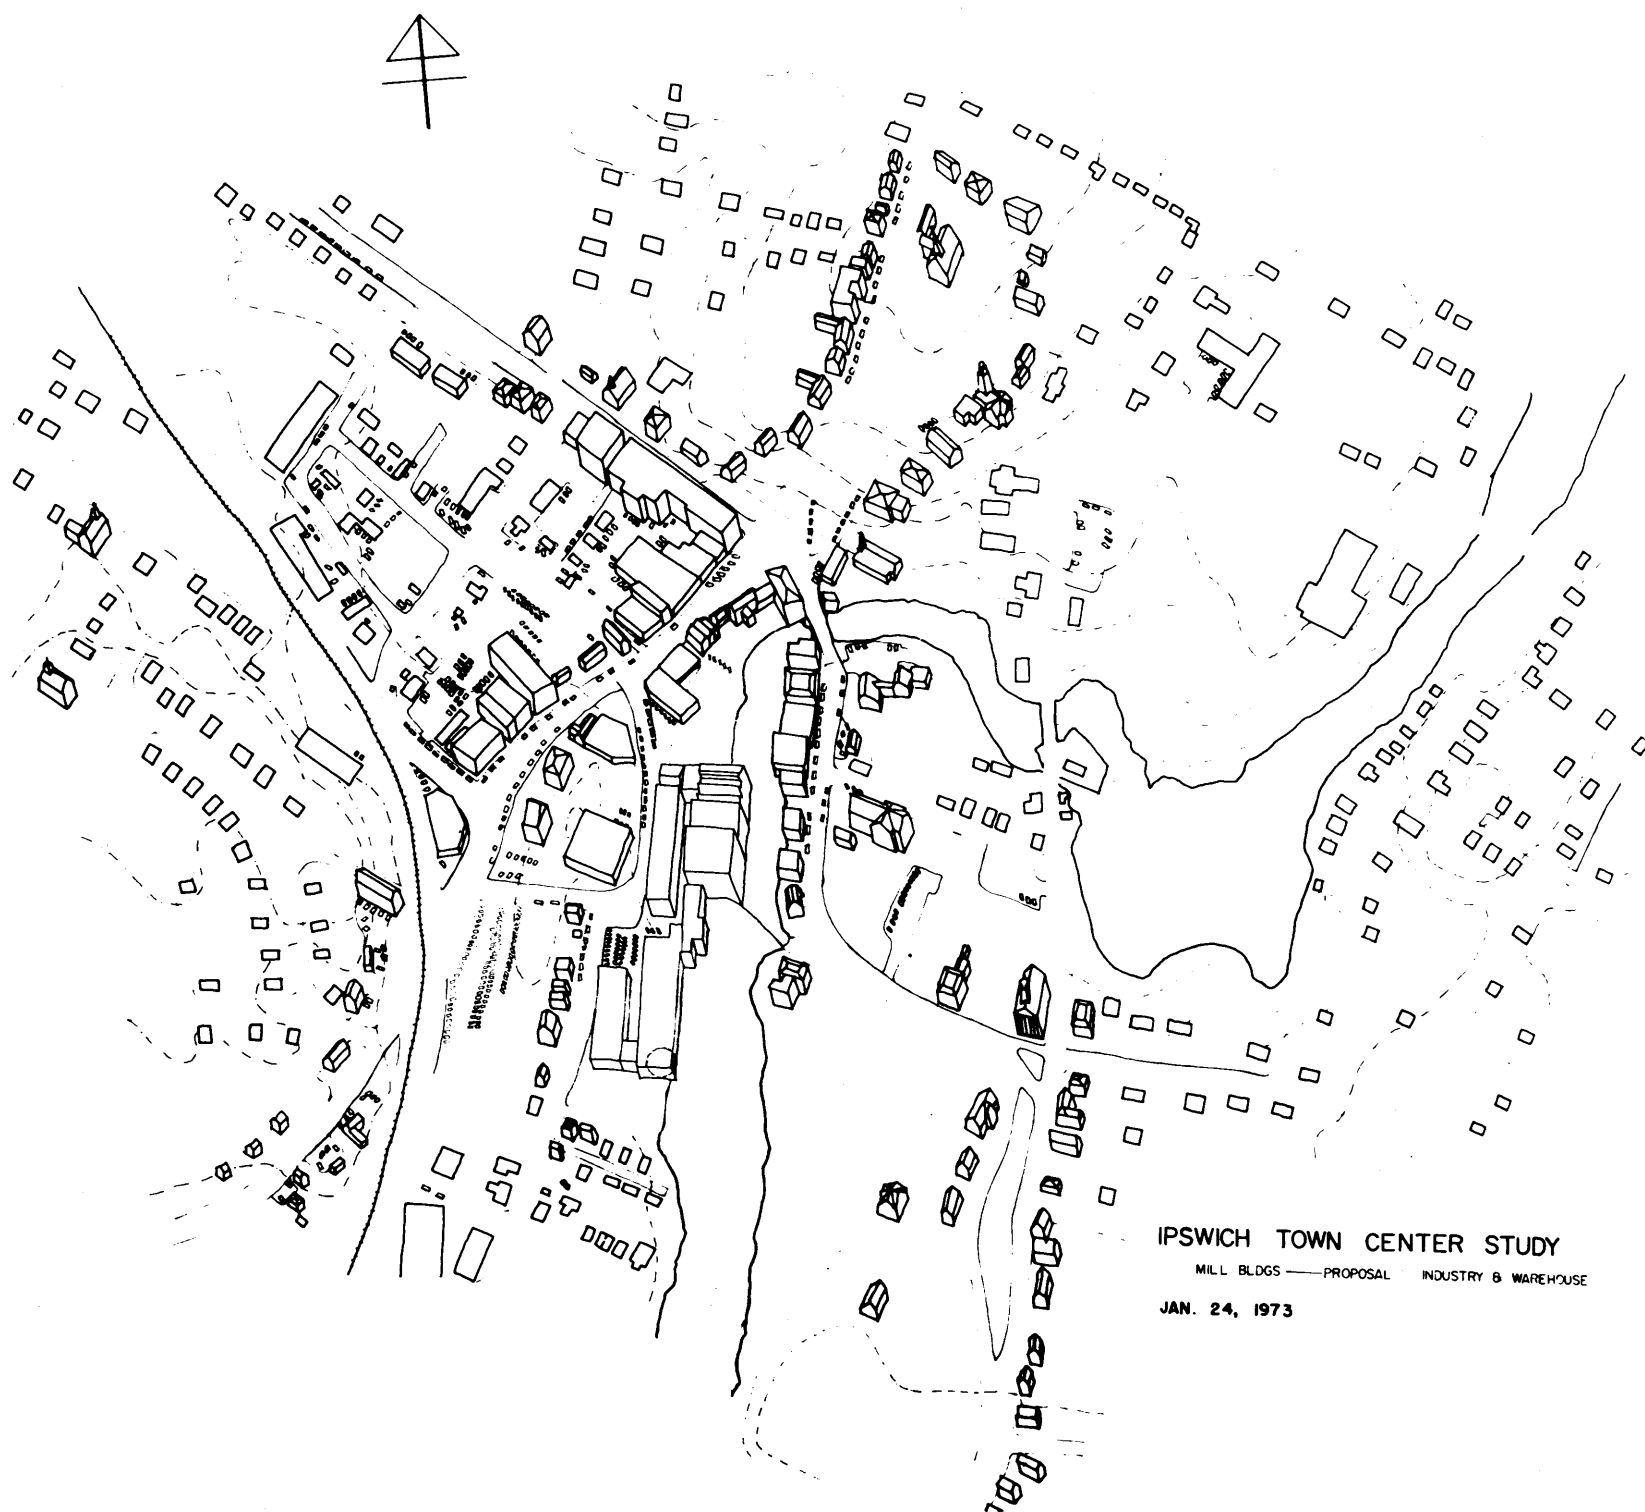 IPSWICH TOWN CENTER STUDY
MILL BLDGS — PROPOSAL INDUSTRY & WAREHOUSE
JAN. 24, 1973